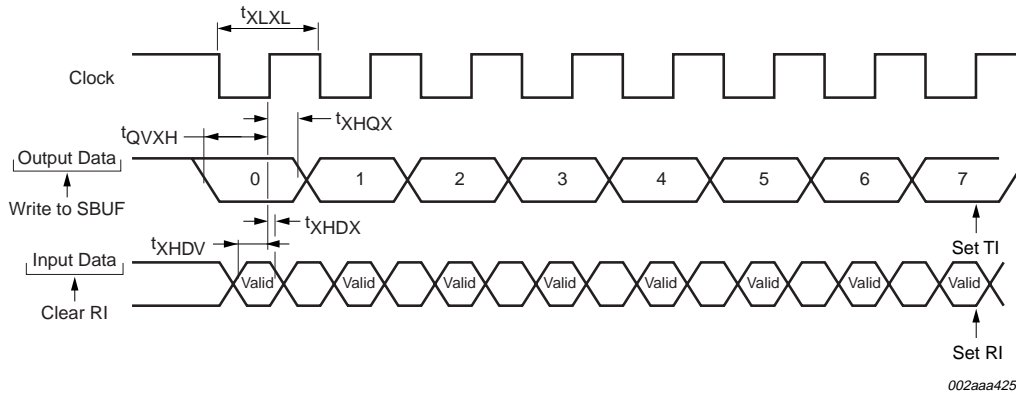 tXLXL
Clock
tQVXH
tXHQX
Output Data
0 1 2 3 4 5 6 7
Write to SBUF
tXHDX
Set TI
tXHDV
Input Data
Valid Valid Valid Valid Valid Valid Valid Valid
Clear RI
Set RI
002aaa425